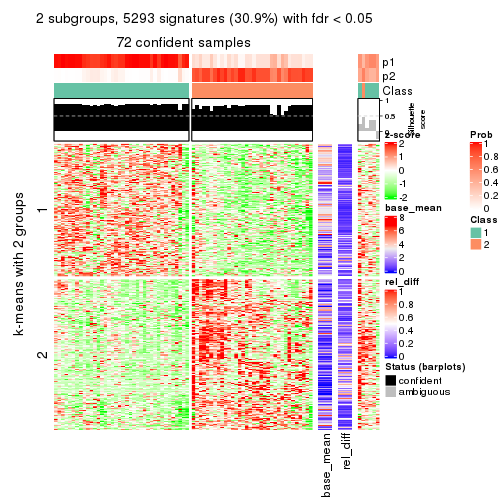 2 subgroups, 5293 signatures (30.9%) with fdr < 0.05
72 confident samples
p1
p2
Class
1
0.5
0
Silhouette
score
k-means with 2 groups
1
2
base_mean
rel_diff
z-score
2
1
0
-1
-2
base_mean
8
6
4
2
0
rel_diff
1
0.8
0.6
0.4
0.2
0
Status (barplots)
confident
ambiguous
Prob
1
0.8
0.6
0.4
0.2
0
Class
1
2